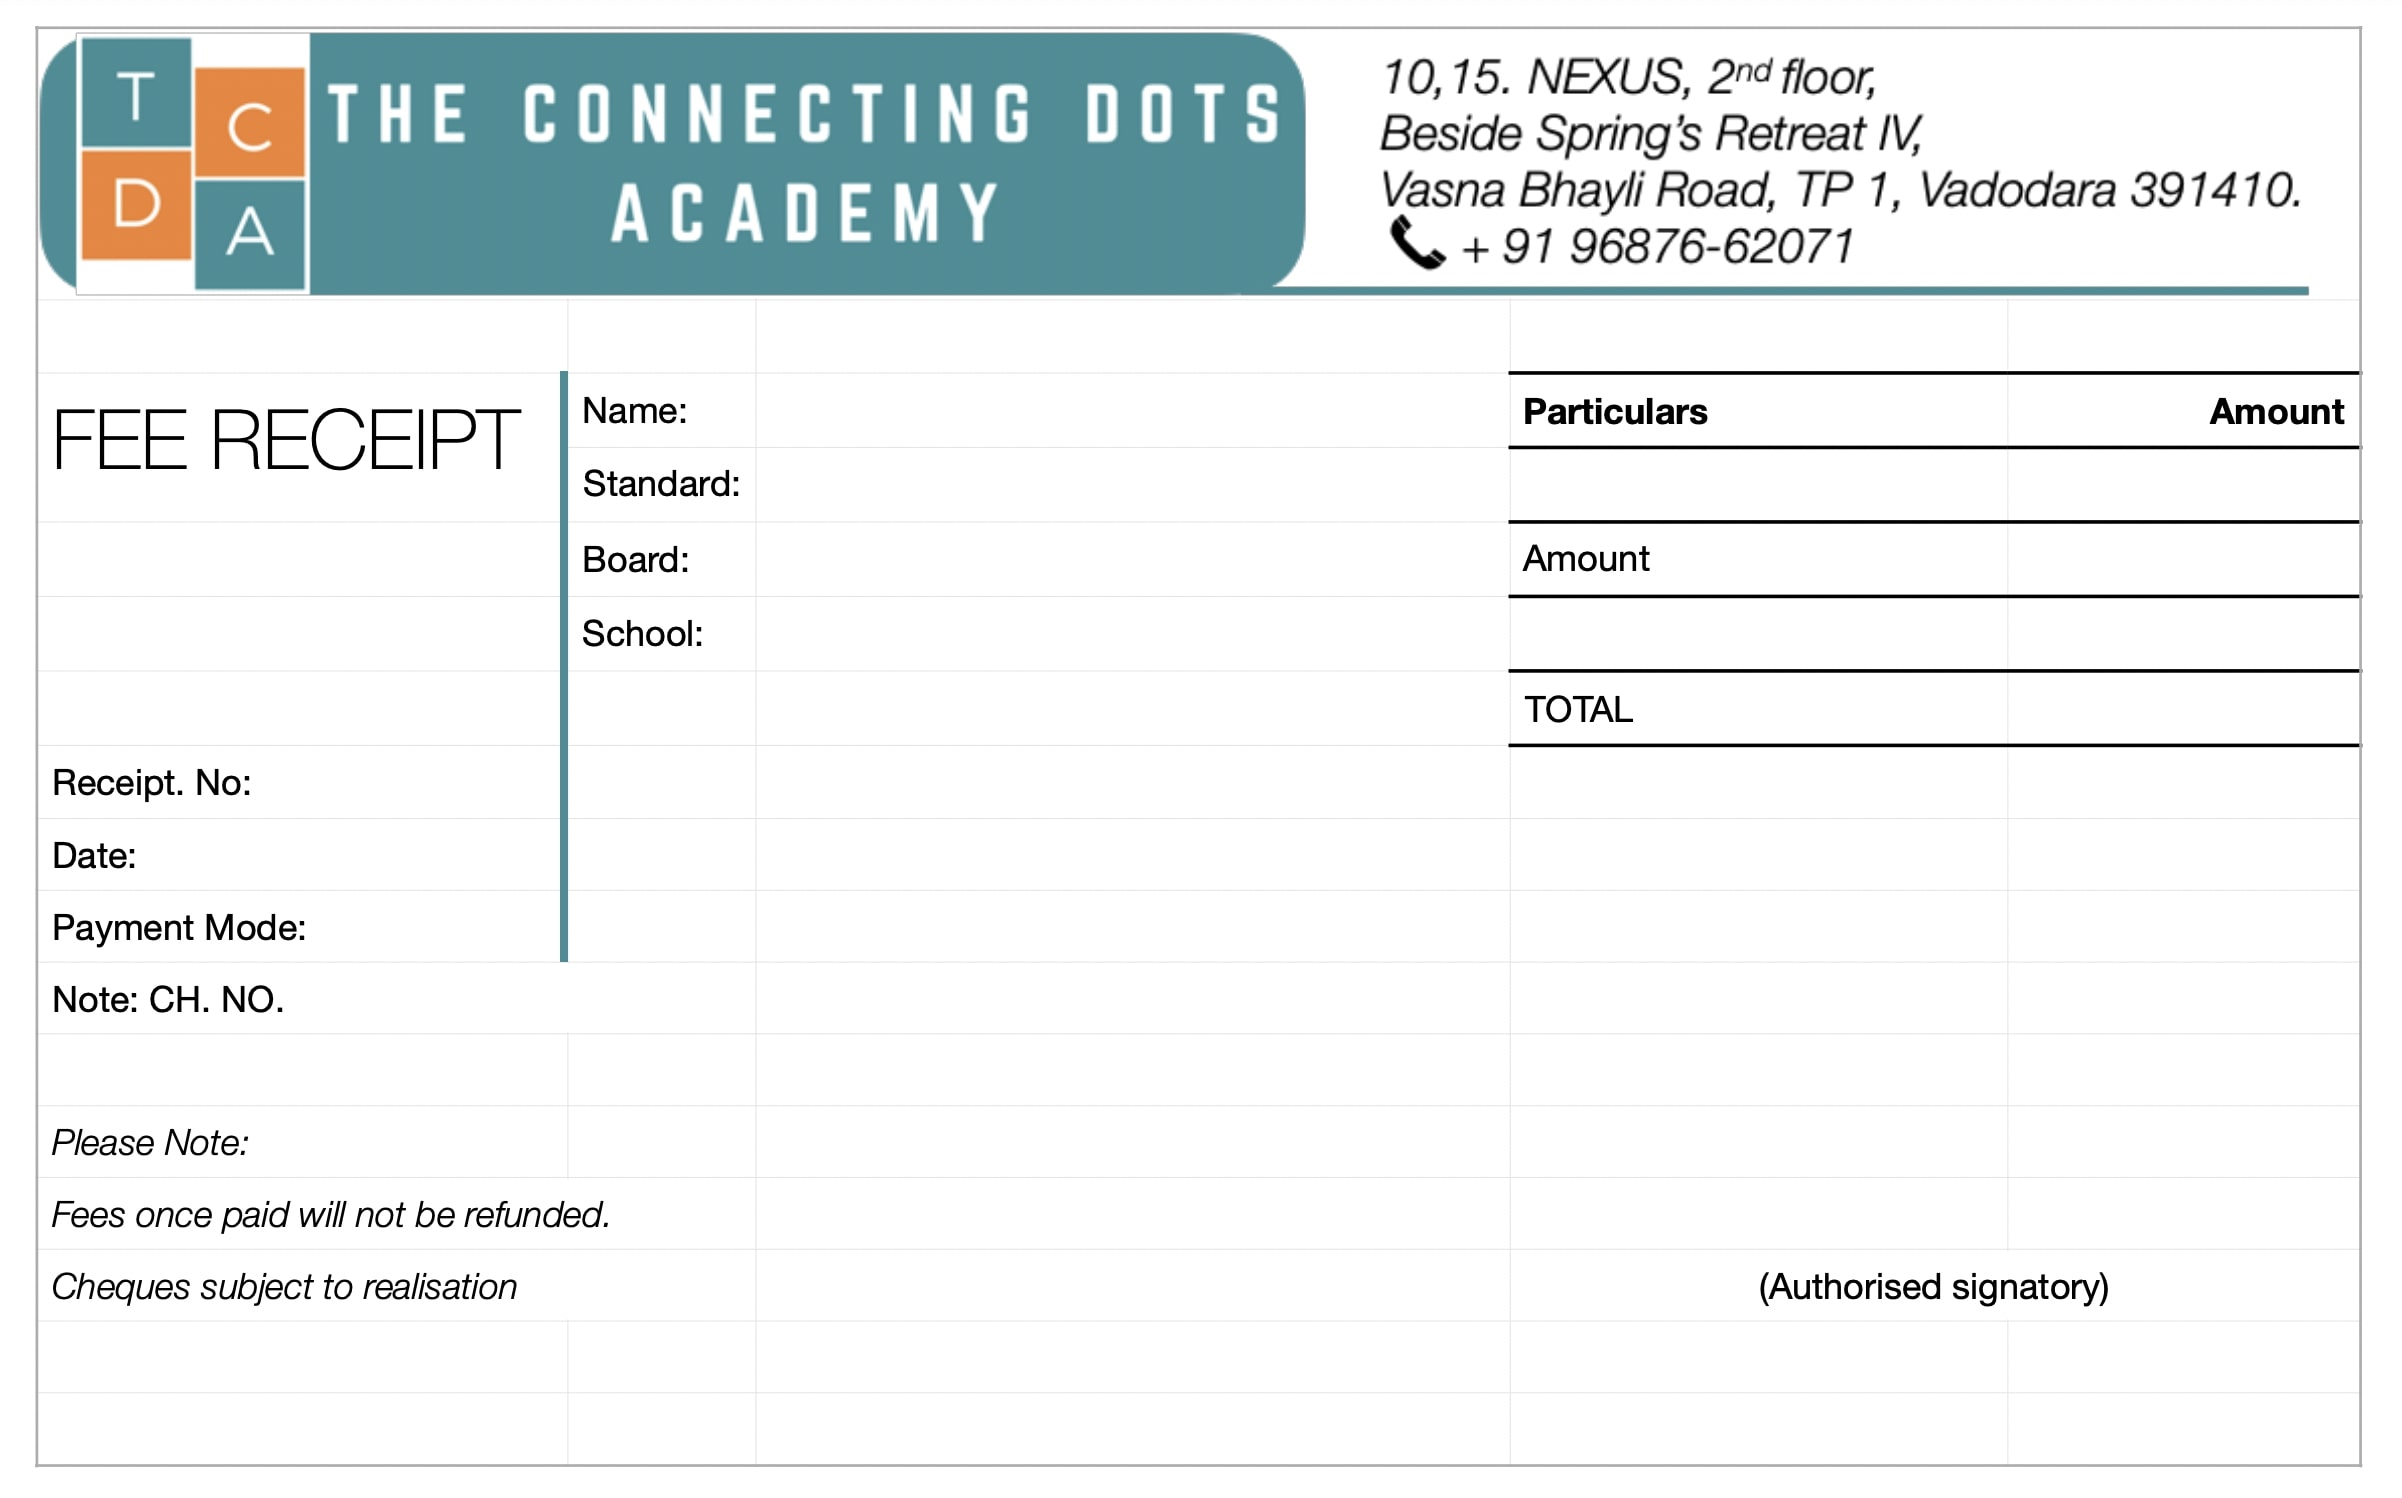 T
C
D
A
THE CONNECTING DOTS
ACADEMY
10,15. NEXUS, 2nd floor,
Beside Spring’s Retreat IV,
Vasna Bhayli Road, TP 1, Vadodara 391410.
+ 91 96876-62071
FEE RECEIPT
Name:
Standard:
Board:
School:
Particulars Amount
Amount
TOTAL
Receipt. No:
Date:
Payment Mode:
Note: CH. NO.
Please Note:
Fees once paid will not be refunded.
Cheques subject to realisation
(Authorised signatory)